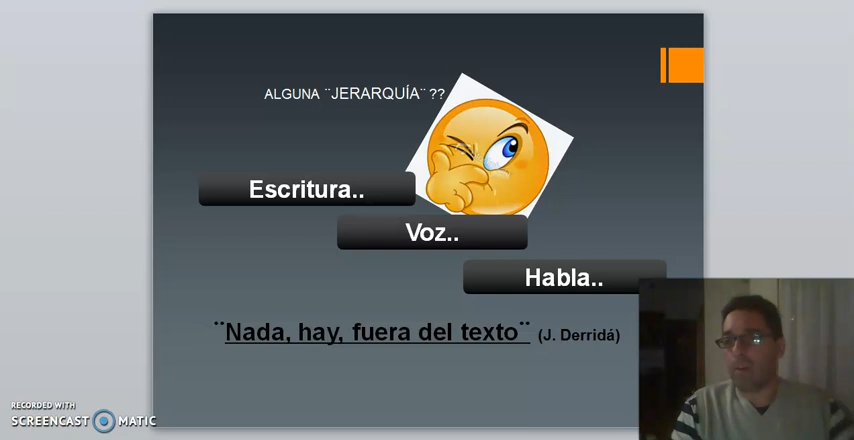 ALGUNA ¨JERARQUÍA¨ ??
Escritura..
Voz..
Habla..
¨Nada, hay, fuera del texto¨ (J. Derridá)
RECORDED WITH
SCREENCAST MATIC